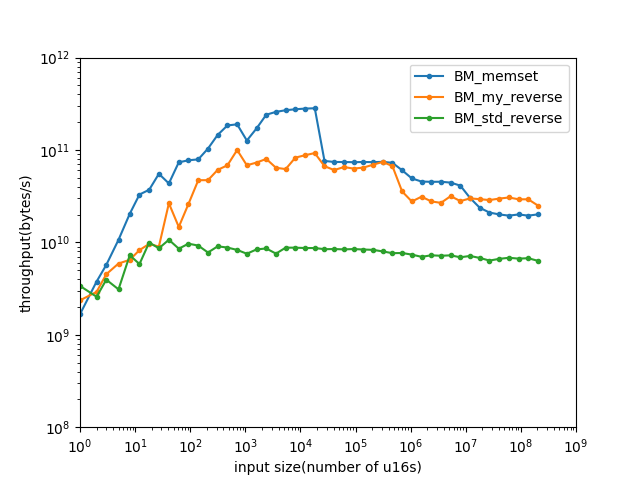 10^12
10^11
10^10
10^9
10^8
throughput(bytes/s)
BM_memset
BM_my_reverse
BM_std_reverse
10^0 10^1 10^2 10^3 10^4 10^5 10^6 10^7 10^8 10^9
input size(number of u16s)